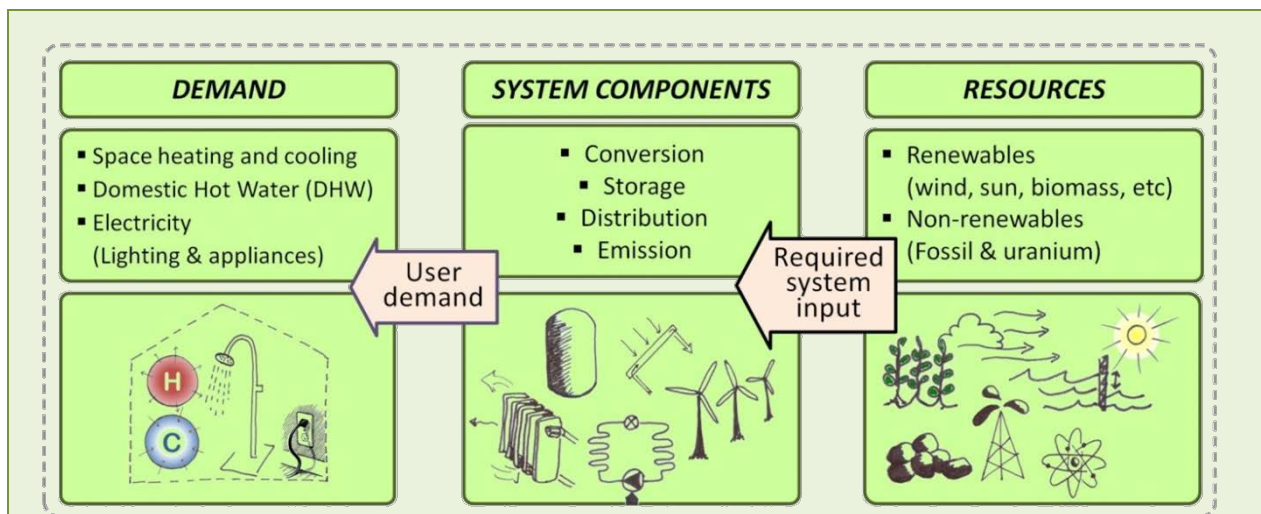 DEMAND
▪ Space heating and cooling
▪ Domestic Hot Water (DHW)
▪ Electricity
(Lighting & appliances)
User
demand
H
C
SYSTEM COMPONENTS
▪ Conversion
▪ Storage
▪ Distribution
▪ Emission
Required
system
input
RESOURCES
▪ Renewables
(wind, sun, biomass, etc)
▪ Non-renewables
(Fossil & uranium)